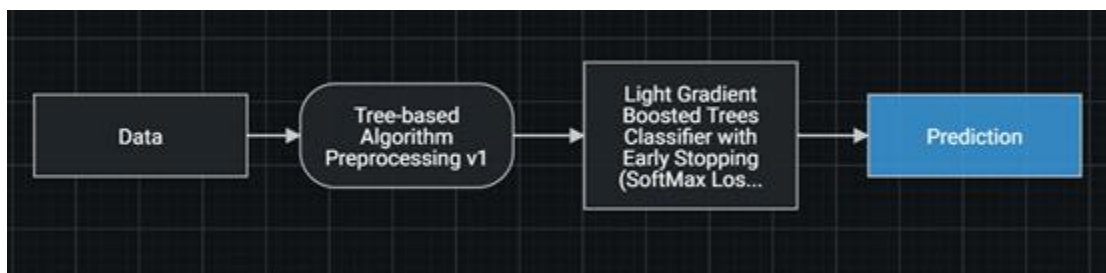 Data
Tree-based
Algorithm
Preprocessing v1
Light Gradient
Boosted Trees
Classifier with
Early Stopping
(SoftMax Los...
Prediction